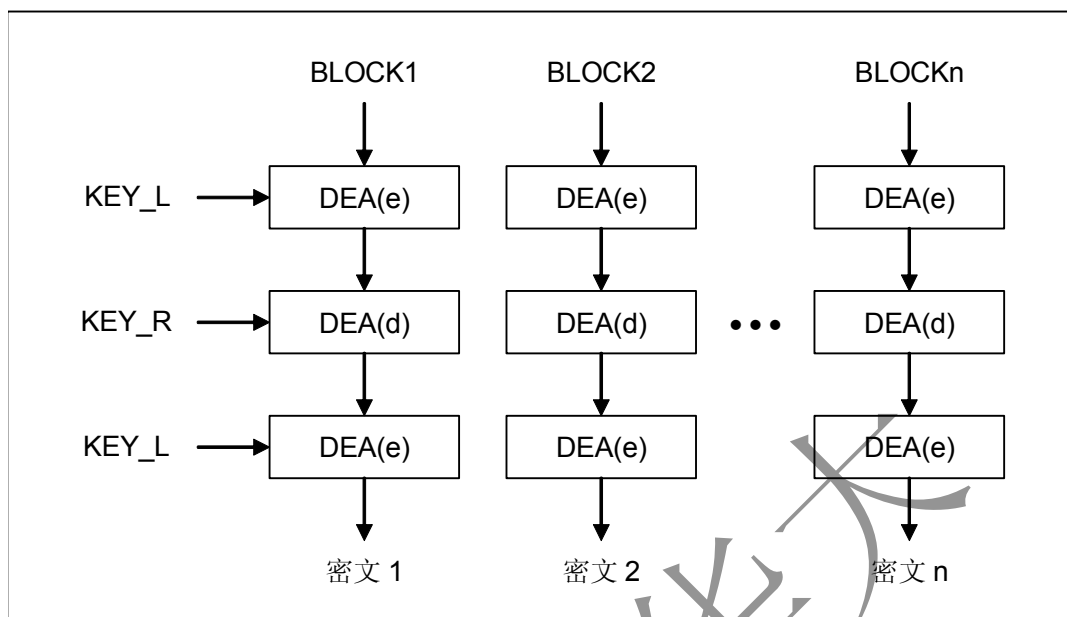 BLOCK1 BLOCK2 BLOCKn
KEY_L DEA(e) DEA(e) DEA(e)
KEY_R DEA(d) DEA(d) DEA(d)
KEY_L DEA(e) DEA(e) DEA(e)
密文 1 密文 2 密文 n